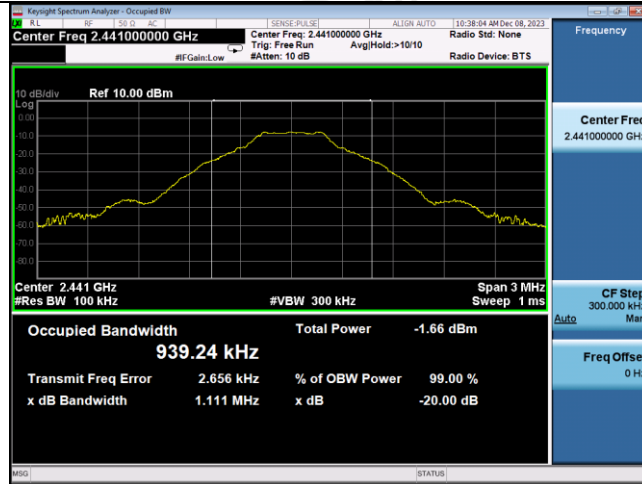 Keysight Spectrum Analyzer - Occupied BW
RL RF 50 Ω AC SENSE:PULSE ALIGN AUTO 10:38:04 AM Dec 08, 2023
Center Freq 2.441000000 GHz
Center Freq: 2.441000000 GHz
Radio Std: None
Trig: Free Run Avg|Hold:>10/10
#IFGain:Low #Atten: 10 dB Radio Device: BTS
10 dB/div Ref 10.00 dBm
Log
0.00
-10.0
-20.0
-30.0
-40.0
-50.0
-60.0
-70.0
-80.0
Center 2.441 GHz Span 3 MHz
#Res BW 100 kHz #VBW 300 kHz Sweep 1 ms
Occupied Bandwidth Total Power -1.66 dBm
939.24 kHz
Transmit Freq Error 2.656 kHz % of OBW Power 99.00 %
x dB Bandwidth 1.111 MHz x dB -20.00 dB
MSG STATUS
Frequency
Center Fre
2.441000000 GH
CF Step
300.000 kH
Auto Ma
Freq Offse
0 H